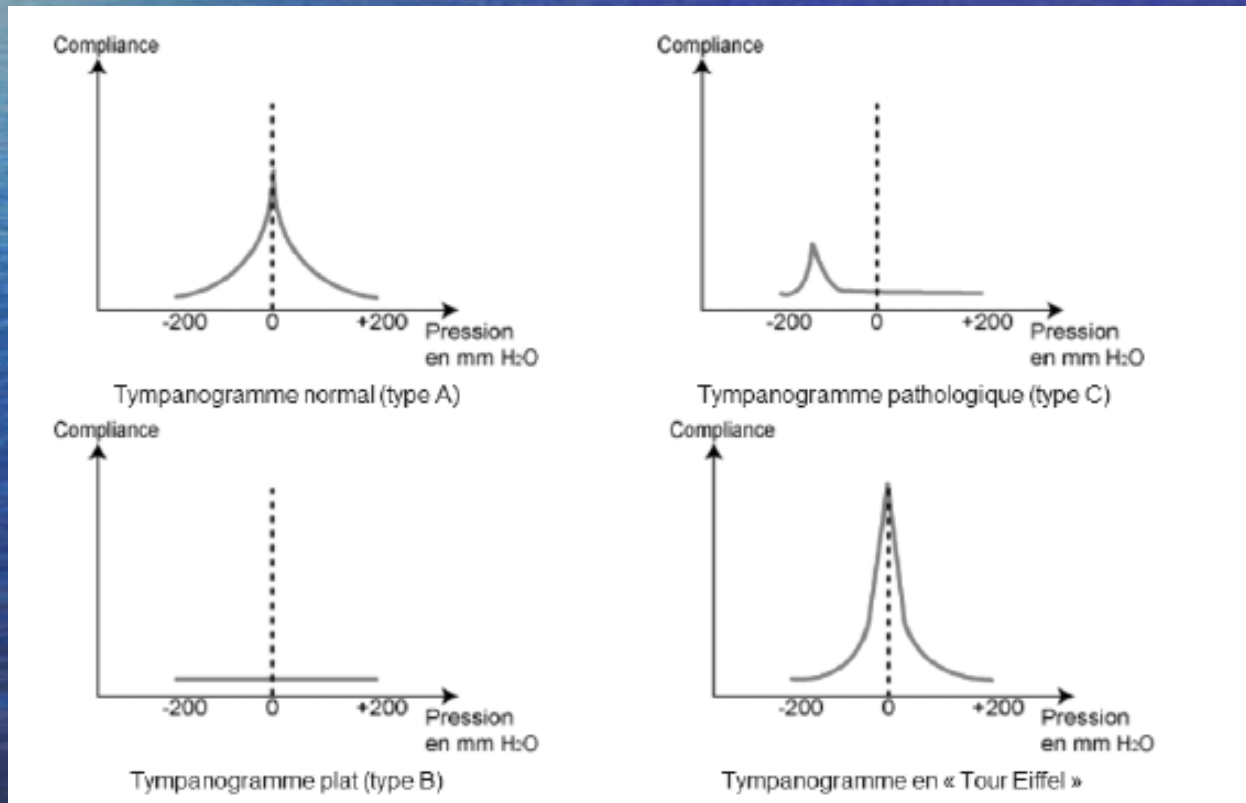 Compliance
-200 0 +200
Pression
en mm H₂O
Tympanogramme normal (type A)
Compliance
-200 0 +200
Pression
en mm H₂O
Tympanogramme pathologique (type C)
Compliance
-200 0 +200
Pression
en mm H₂O
Tympanogramme plat (type B)
Compliance
-200 0 +200
Pression
en mm H₂O
Tympanogramme en « Tour Eiffel »